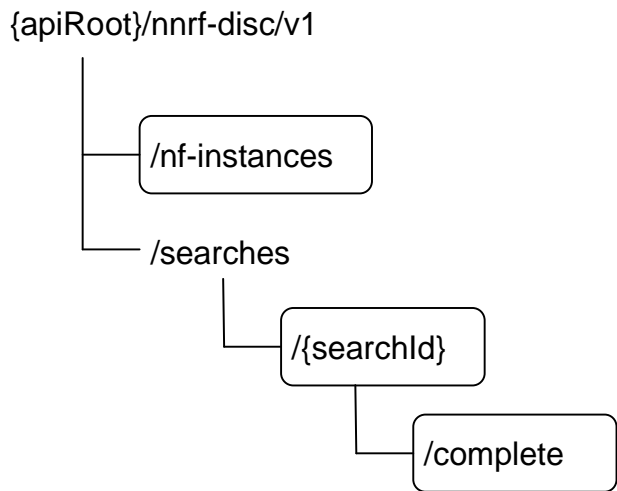 {apiRoot}/nnrf-disc/v1
/nf-instances
/searches
/{searchId}
/complete